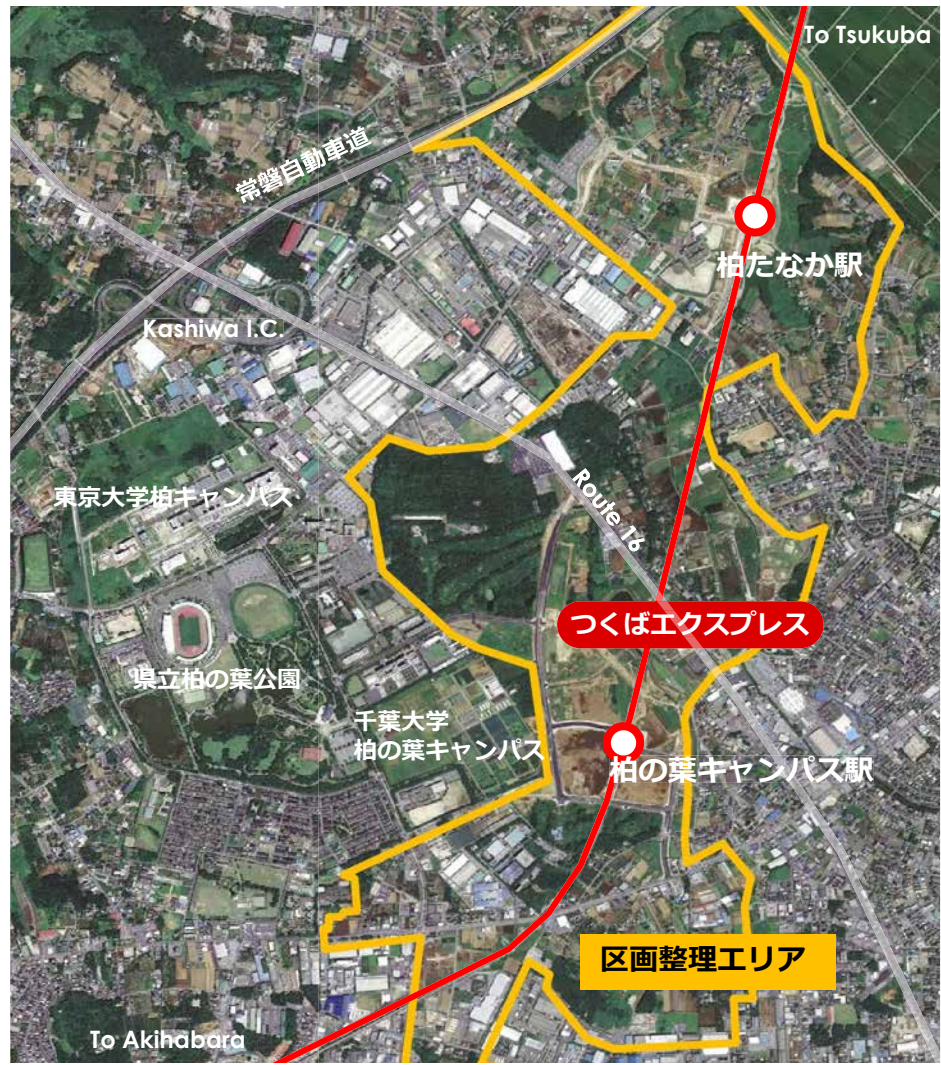 To Tsukuba
常磐自動車道
柏たなか駅
Kashiwa I.C.
東京大学柏キャンパス
Route 16
つくばエクスプレス
県立柏の葉公園
千葉大学
柏の葉キャンパス
柏の葉キャンパス駅
区画整理エリア
To Akihabara